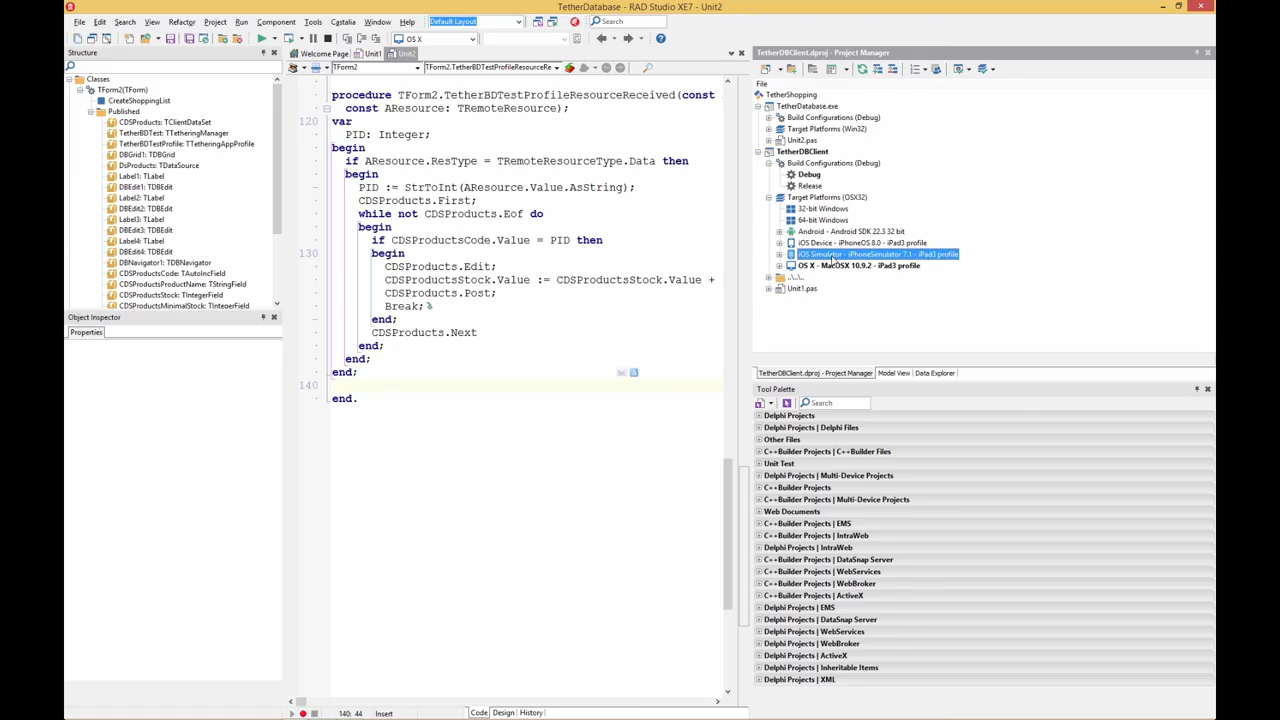 TetherDatabase - RAD Studio XE7 - Unit2
File Edit Search View Refactor Project Run Component Tools Castalia Window Help Default Layout Search
OS X
Structure
Classes
TForm2(TForm)
CreateShoppingList
Published
CDSProducts: TClientDataSet
TetherBDTest: TTetheringManager
TetherBDTestProfile: TTetheringAppProfile
DBGrid1: TDBGrid
DsProducts: TDataSource
Label1: TLabel
DBEdit1: TDBEdit
Label2: TLabel
DBEdit2: TDBEdit
Label3: TLabel
DBEdit3: TDBEdit
Label4: TLabel
DBEdit4: TDBEdit
DBNavigator1: TDBNavigator
CDSProductsCode: TAutoIncField
CDSProductsProductName: TStringField
CDSProductsStock: TIntegerField
CDSProductsMinimalStock: TIntegerField
Object Inspector
Properties
Welcome Page Unit1 Unit2
TForm2 TForm2.TetherBDTestProfileResourceRe
procedure TForm2.TetherBDTestProfileResourceReceived(const
const AResource: TRemoteResource);
120 var
PID: Integer;
begin
if AResource.ResType = TRemoteResourceType.Data then
begin
PID := StrToInt(AResource.Value.AsString);
CDSProducts.First;
while not CDSProducts.Eof do
begin
if CDSProductsCode.Value = PID then
130 begin
CDSProducts.Edit;
CDSProductsStock.Value := CDSProductsStock.Value +
CDSProducts.Post;
Break;
end;
CDSProducts.Next
end;
end;
end;
140
end.
140: 44 Insert Code Design History
TetherDBClient.dproj - Project Manager
File
TetherShopping
TetherDatabase.exe
Build Configurations (Debug)
Target Platforms (Win32)
Unit2.pas
TetherDBClient
Build Configurations (Debug)
Debug
Release
Target Platforms (OSX32)
32-bit Windows
64-bit Windows
Android - Android SDK 22.3 32 bit
iOS Device - iPhoneOS 8.0 - iPad3 profile
iOS Simulator - iPhoneSimulator 7.1 - iPad3 profile
OS X - MacOSX 10.9.2 - iPad3 profile
..\..\..
Unit1.pas
TetherDBClient.dproj - Project Manager Model View Data Explorer
Tool Palette
Search
Delphi Projects
Delphi Projects | Delphi Files
Other Files
C++Builder Projects | C++Builder Files
Unit Test
Delphi Projects | Multi-Device Projects
C++Builder Projects
C++Builder Projects | Multi-Device Projects
Web Documents
C++Builder Projects | EMS
C++Builder Projects | IntraWeb
Delphi Projects | IntraWeb
C++Builder Projects | DataSnap Server
C++Builder Projects | WebServices
C++Builder Projects | WebBroker
C++Builder Projects | ActiveX
Delphi Projects | EMS
Delphi Projects | DataSnap Server
Delphi Projects | WebServices
Delphi Projects | WebBroker
Delphi Projects | ActiveX
Delphi Projects | Inheritable Items
Delphi Projects | XML